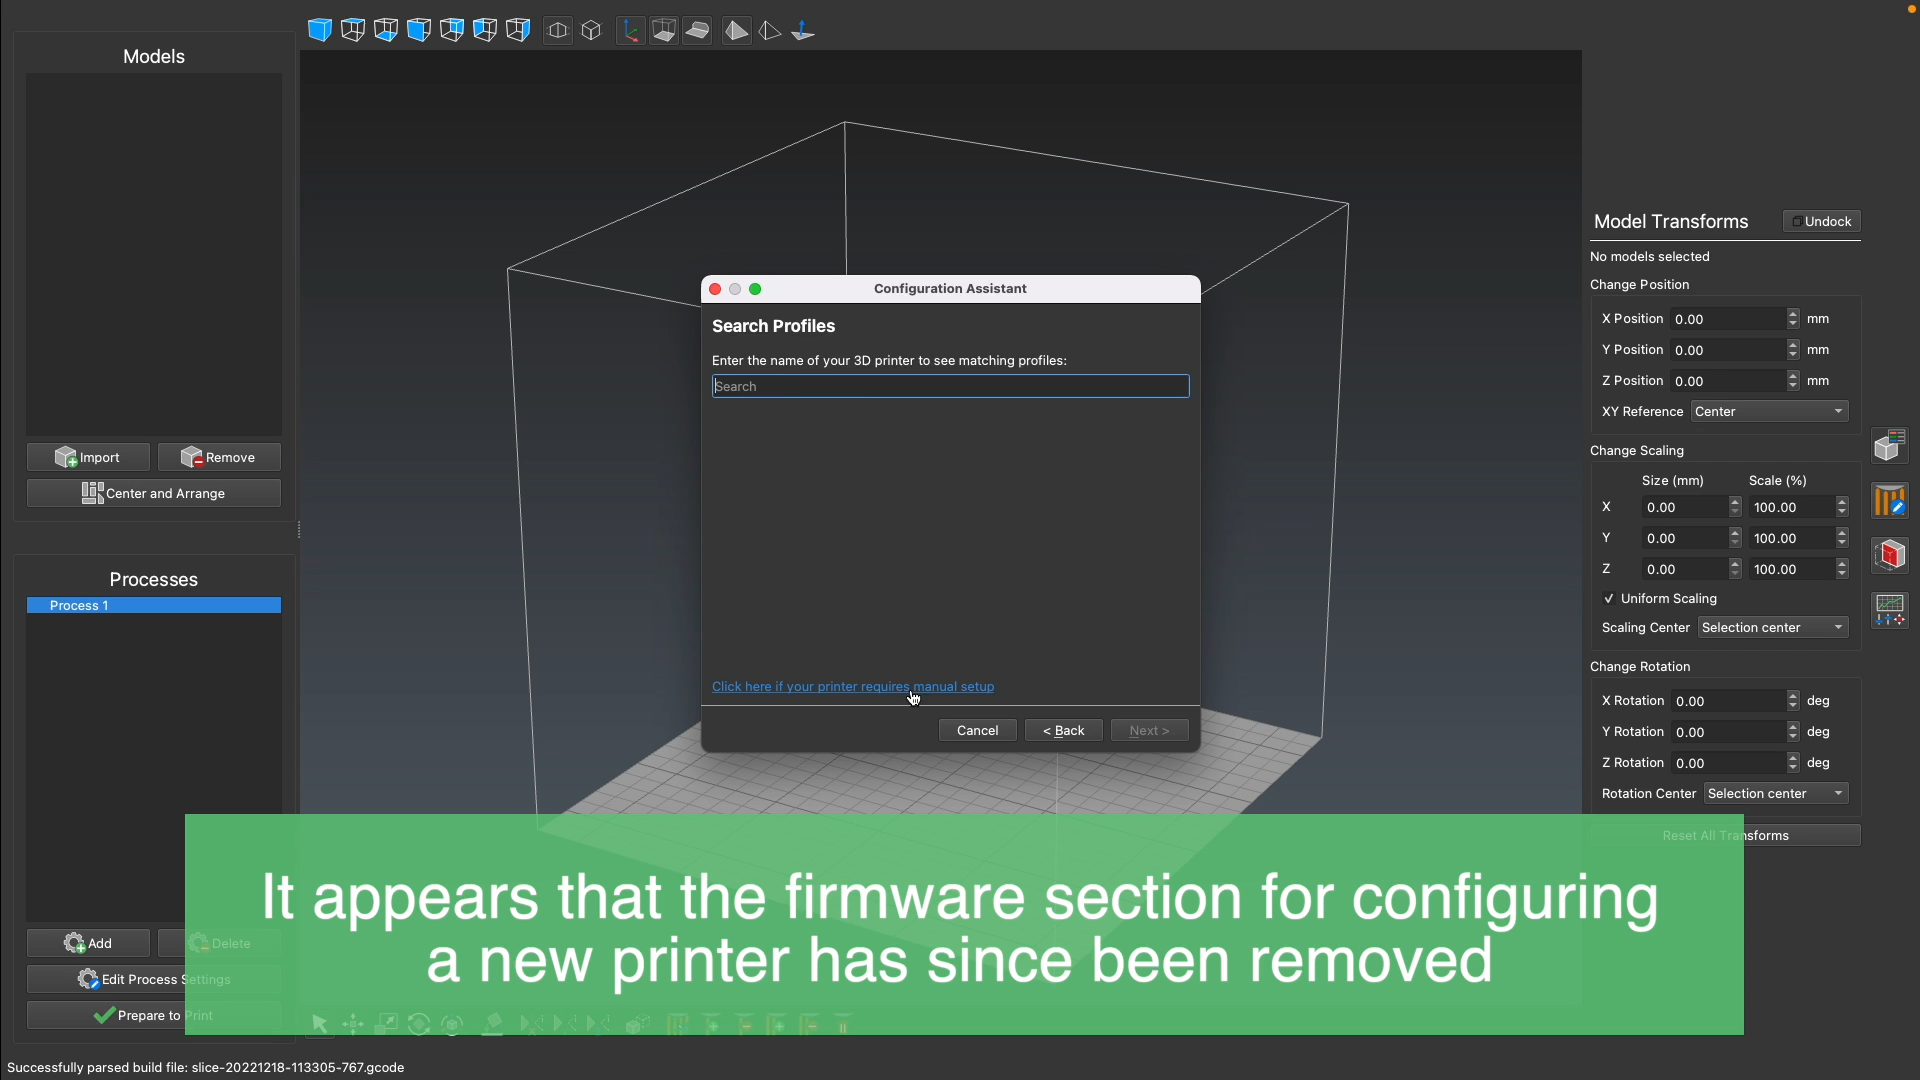 Models
Import
Remove
Center and Arrange
Processes
Process 1
Add
Delete
Edit Process Settings
Prepare to Print
Successfully parsed build file: slice-20221218-113305-767.gcode
Configuration Assistant
Search Profiles
Enter the name of your 3D printer to see matching profiles:
Search
Click here if your printer requires manual setup
Cancel
< Back
Next >
Model Transforms
Undock
No models selected
Change Position
X Position 0.00 mm
Y Position 0.00 mm
Z Position 0.00 mm
XY Reference Center
Change Scaling
Size (mm) Scale (%)
X 0.00 100.00
Y 0.00 100.00
Z 0.00 100.00
Uniform Scaling
Scaling Center Selection center
Change Rotation
X Rotation 0.00 deg
Y Rotation 0.00 deg
Z Rotation 0.00 deg
Rotation Center Selection center
Reset All Transforms
It appears that the firmware section for configuring
a new printer has since been removed